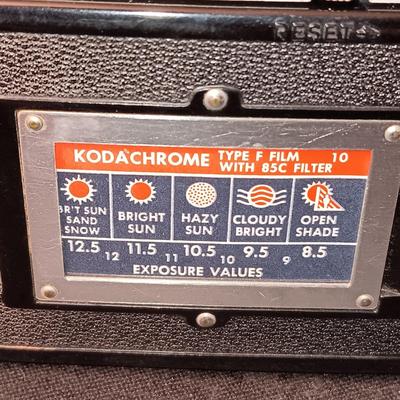 RESET
KODACHROME TYPE F FILM 10
WITH 85C FILTER
BR'T SUN SAND SNOW
BRIGHT SUN
HAZY SUN
CLOUDY BRIGHT
OPEN SHADE
12.5 12 11.5 11 10.5 10 9.5 9 8.5
EXPOSURE VALUES